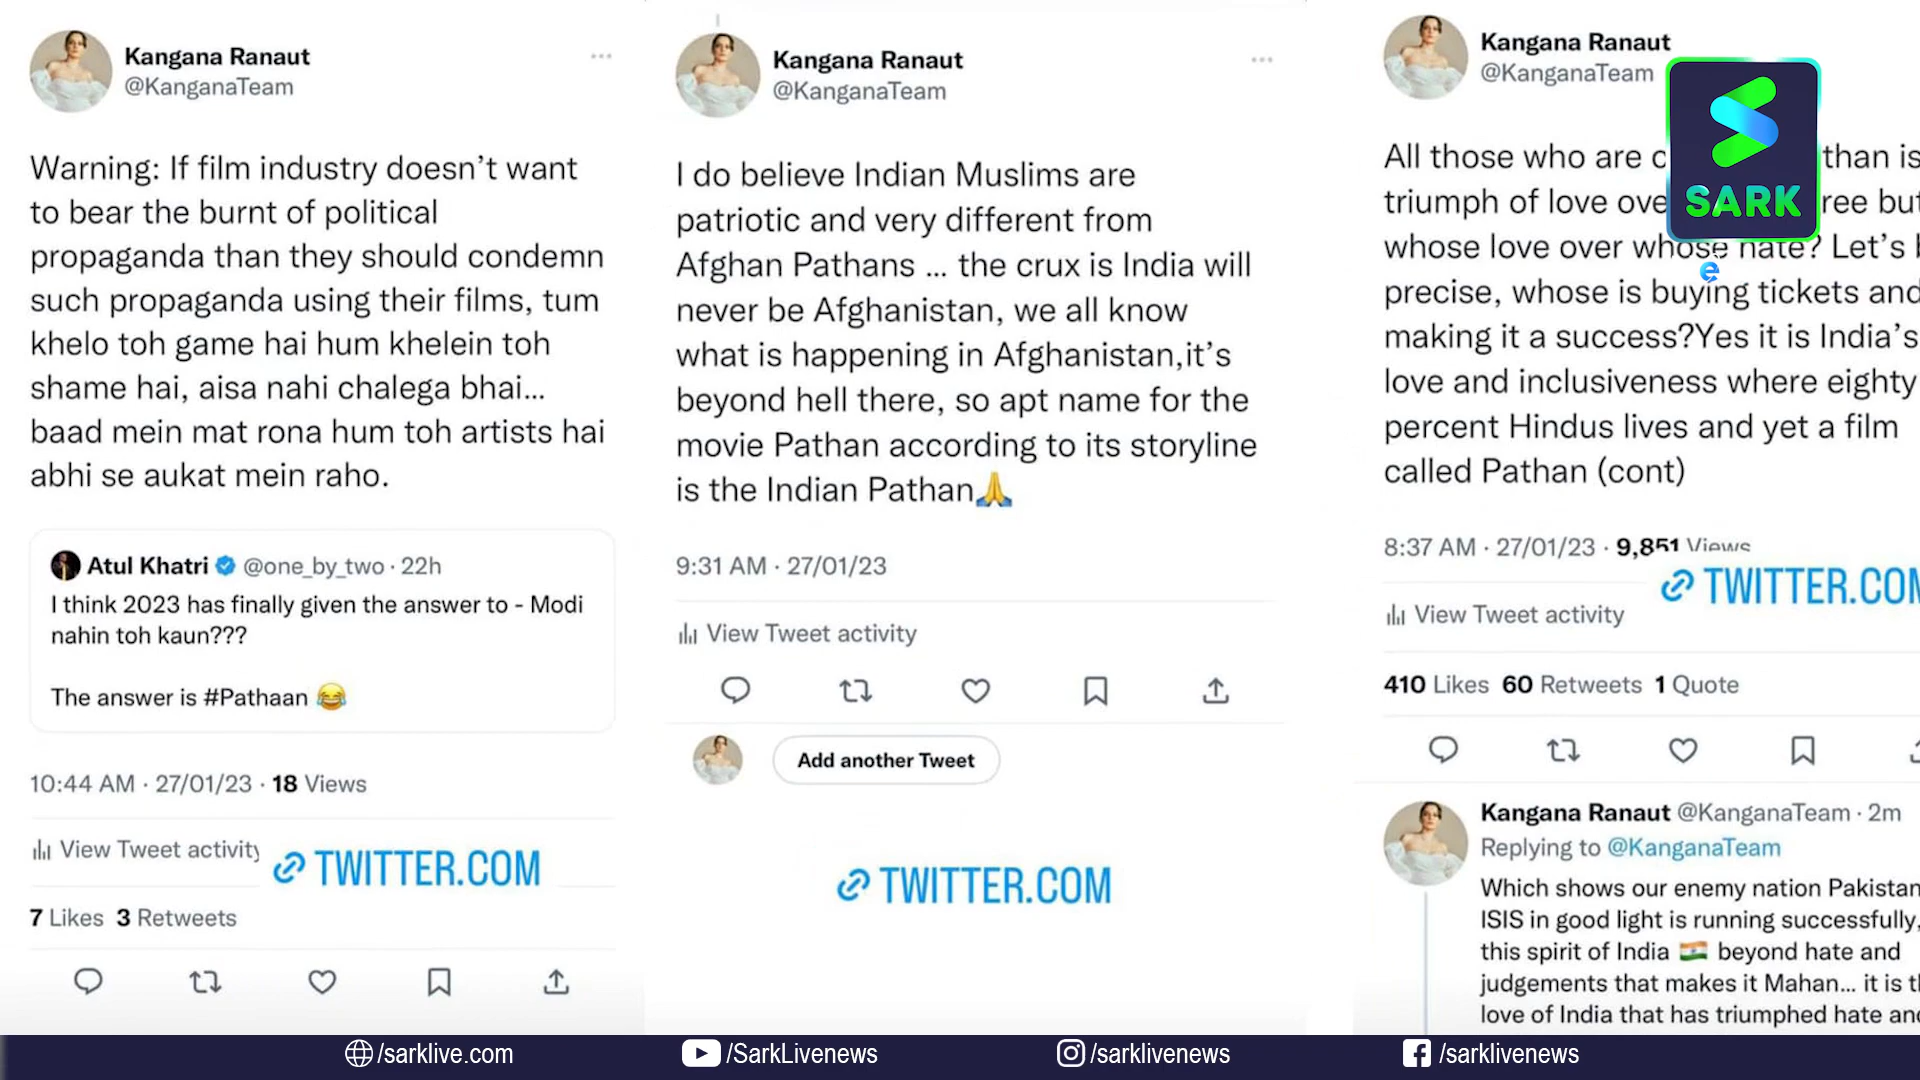 Kangana Ranaut
@KanganaTeam
Warning: If film industry doesn't want
to bear the burnt of political
propaganda than they should condemn
such propaganda using their films, tum
khelo toh game hai hum khelein toh
shame hai, aisa nahi chalega bhai...
baad mein mat rona hum toh artists hai
abhi se aukat mein raho.
Atul Khatri @one_by_two · 22h
I think 2023 has finally given the answer to - Modi
nahin toh kaun???
The answer is #Pathaan 😂
10:44 AM · 27/01/23 · 18 Views
View Tweet activity
TWITTER.COM
7 Likes 3 Retweets
Kangana Ranaut
@KanganaTeam
I do believe Indian Muslims are
patriotic and very different from
Afghan Pathans ... the crux is India will
never be Afghanistan, we all know
what is happening in Afghanistan,it's
beyond hell there, so apt name for the
movie Pathan according to its storyline
is the Indian Pathan🙏
9:31 AM · 27/01/23
View Tweet activity
Add another Tweet
TWITTER.COM
Kangana Ranaut
@KanganaTeam
All those who are than is
triumph of love but
whose love over whose hate? Let's
precise, whose is buying tickets and
making it a success?Yes it is India's
love and inclusiveness where eighty
percent Hindus lives and yet a film
called Pathan (cont)
8:37 AM · 27/01/23 · 9,851 Views
TWITTER.COM
View Tweet activity
410 Likes 60 Retweets 1 Quote
Kangana Ranaut @KanganaTeam · 2m
Replying to @KanganaTeam
Which shows our enemy nation Pakistan
ISIS in good light is running successfully,
this spirit of India 🇮🇳 beyond hate and
judgements that makes it Mahan... it is
love of India that has triumphed hate
SARK
/sarklive.com
/SarkLivenews
/sarklivenews
/sarklivenews